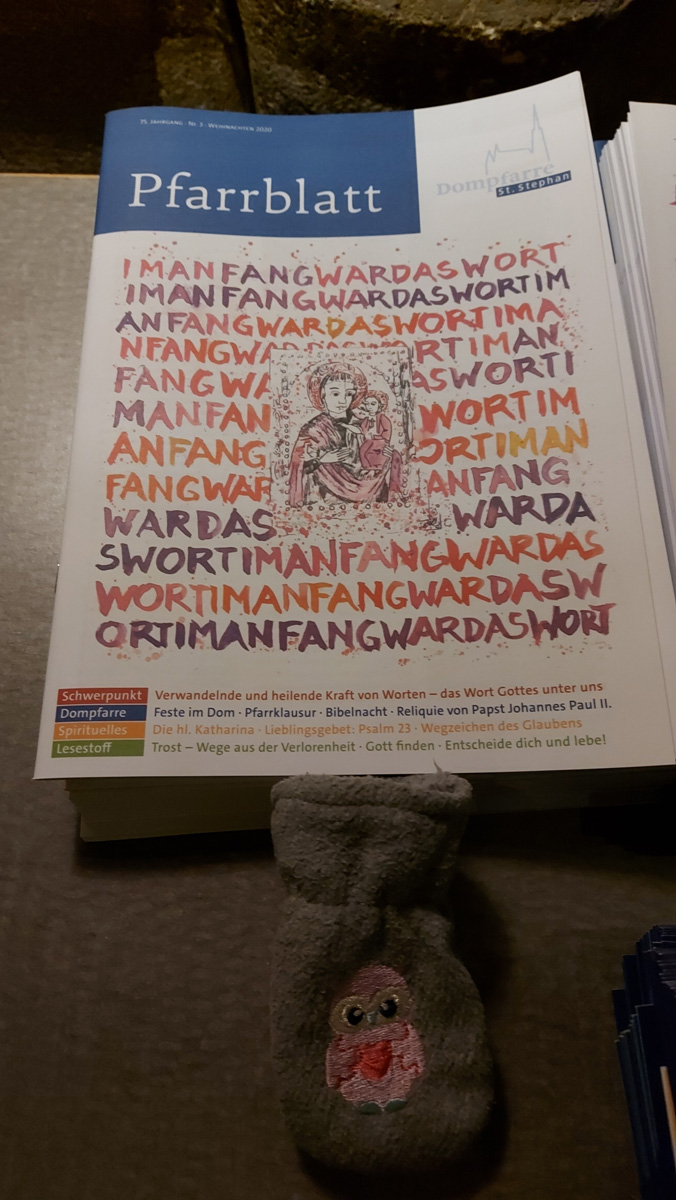 75. JAHRGANG · NR. 3 · WEIHNACHTEN 2020
Pfarrblatt
Dompfarre
St. Stephan
IMANFANGWARDASWORT
IMANFANGWARDASWORTIM
ANFANGWARDASWORTIMA
NFANGWARDASWORTIMAN
FANGWA ASWORTI
MANFAN WORTIM
ANFANG ORTIMAN
FANGWAR ANFANG
WARDAS WARDA
SWORTIMANFANGWARDAS
WORTIMANFANGWARDASW
ORTIMANFANGWARDASWORT
Schwerpunkt Verwandelnde und heilende Kraft von Worten – das Wort Gottes unter uns
Dompfarre Feste im Dom · Pfarrklausur · Bibelnacht · Reliquie von Papst Johannes Paul II.
Spirituelles Die hl. Katharina · Lieblingsgebet: Psalm 23 · Wegzeichen des Glaubens
Lesestoff Trost – Wege aus der Verlorenheit · Gott finden · Entscheide dich und lebe!